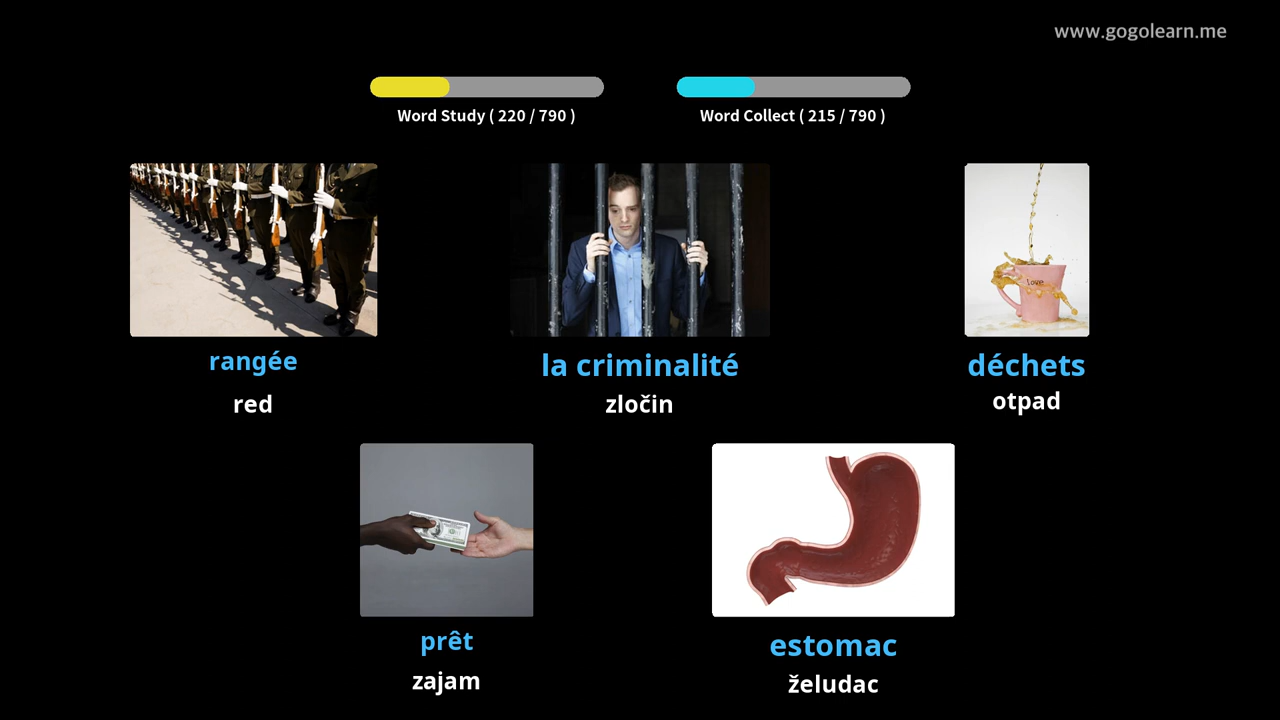 www.gogolearn.me
Word Study ( 220 / 790 )
Word Collect ( 215 / 790 )
love
rangée
la criminalité
déchets
red
zločin
otpad
prêt
estomac
zajam
želudac